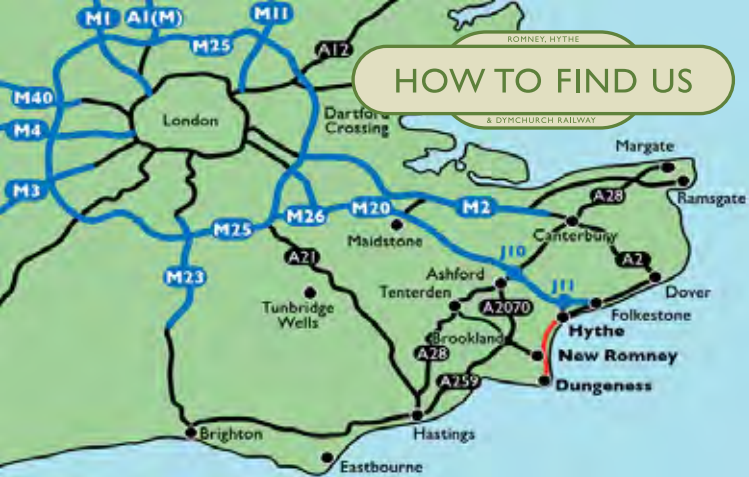 ROMNEY, HYTHE
HOW TO FIND US
& DYMCHURCH RAILWAY
M1
A1(M)
M11
M25
A12
M40
London
Dartford
Crossing
M4
Margate
M3
A28
Ramsgate
M26
M20
M2
M25
Maidstone
Canterbury
J10
A21
A2
M23
Ashford
J11
Dover
Tunbridge
Wells
Tenterden
A2070
Folkestone
Hythe
Brookland
A28
New Romney
A259
Dungeness
Brighton
Hastings
Eastbourne